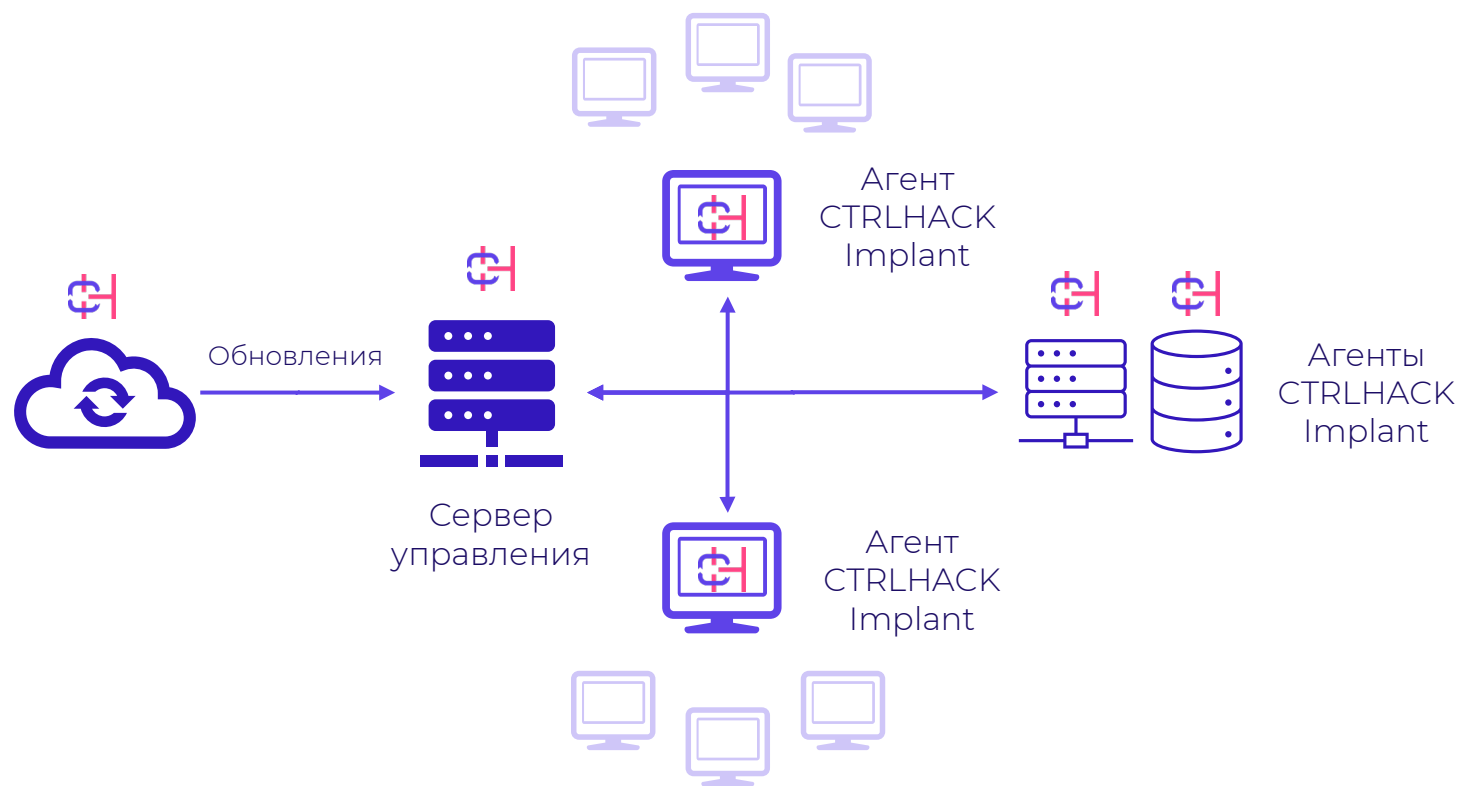 Агент
CTRLHACK
Implant
Обновления
Сервер
управления
Агенты
CTRLHACK
Implant
Агент
CTRLHACK
Implant